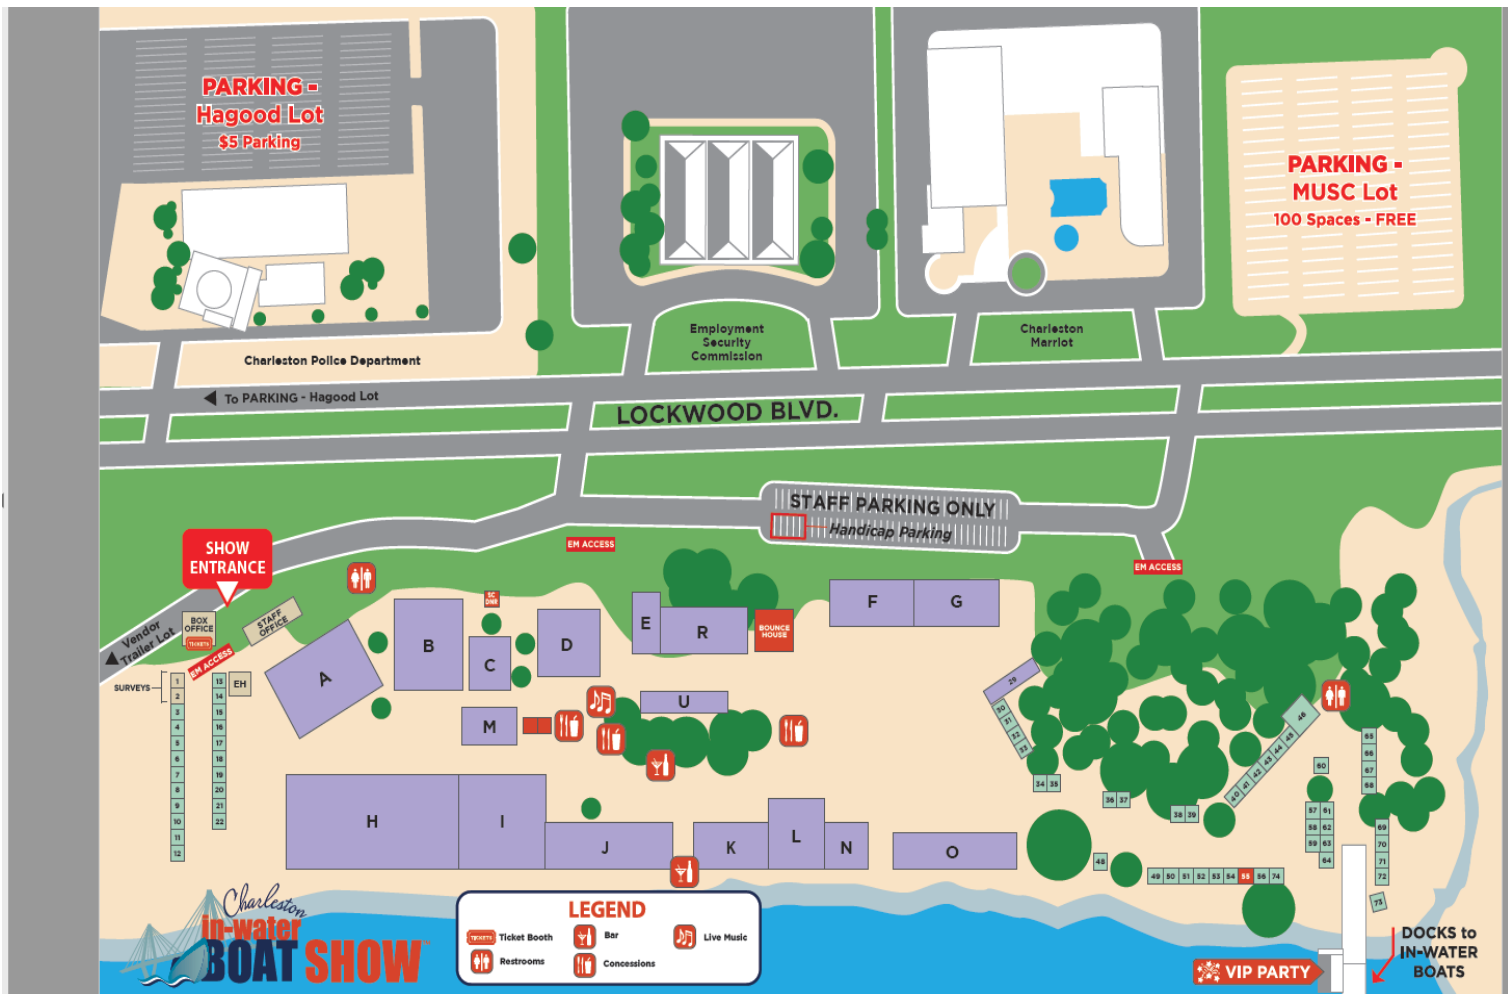 PARKING -
Hagood Lot
$5 Parking
PARKING -
MUSC Lot
100 Spaces - FREE
Employment
Security
Commission
Charleston
Marriot
Charleston Police Department
To PARKING - Hagood Lot
LOCKWOOD BLVD.
STAFF PARKING ONLY
Handicap Parking
SHOW
ENTRANCE
EM ACCESS
EM ACCESS
Vendor
Trailer Lot
BOX
OFFICE
TICKETS
STAFF
OFFICE
EM ACCESS
SURVEYS
EH
1
2
3
4
5
6
7
8
9
10
11
12
13
14
15
16
17
18
19
20
21
22
A
B
SC
DNR
C
D
E
R
BOUNCE
HOUSE
F
G
M
U
H
I
J
K
L
N
O
29
30
31
32
33
34
35
36
37
38
39
40
41
42
43
44
45
46
48
49
50
51
52
53
54
55
56
74
60
57
61
58
62
59
63
64
65
66
67
68
69
70
71
72
73
Charleston
in-water
BOAT SHOW
LEGEND
TICKETS
Ticket Booth
Bar
Live Music
Restrooms
Concessions
VIP PARTY
DOCKS to
IN-WATER
BOATS